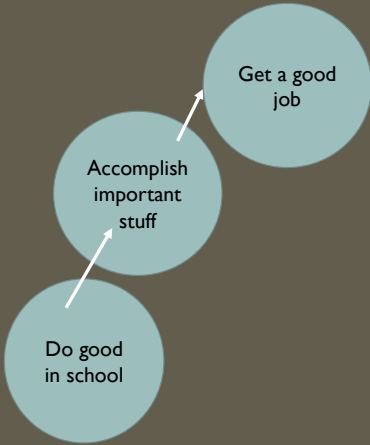 Get a good
job
Accomplish
important
stuff
Do good
in school